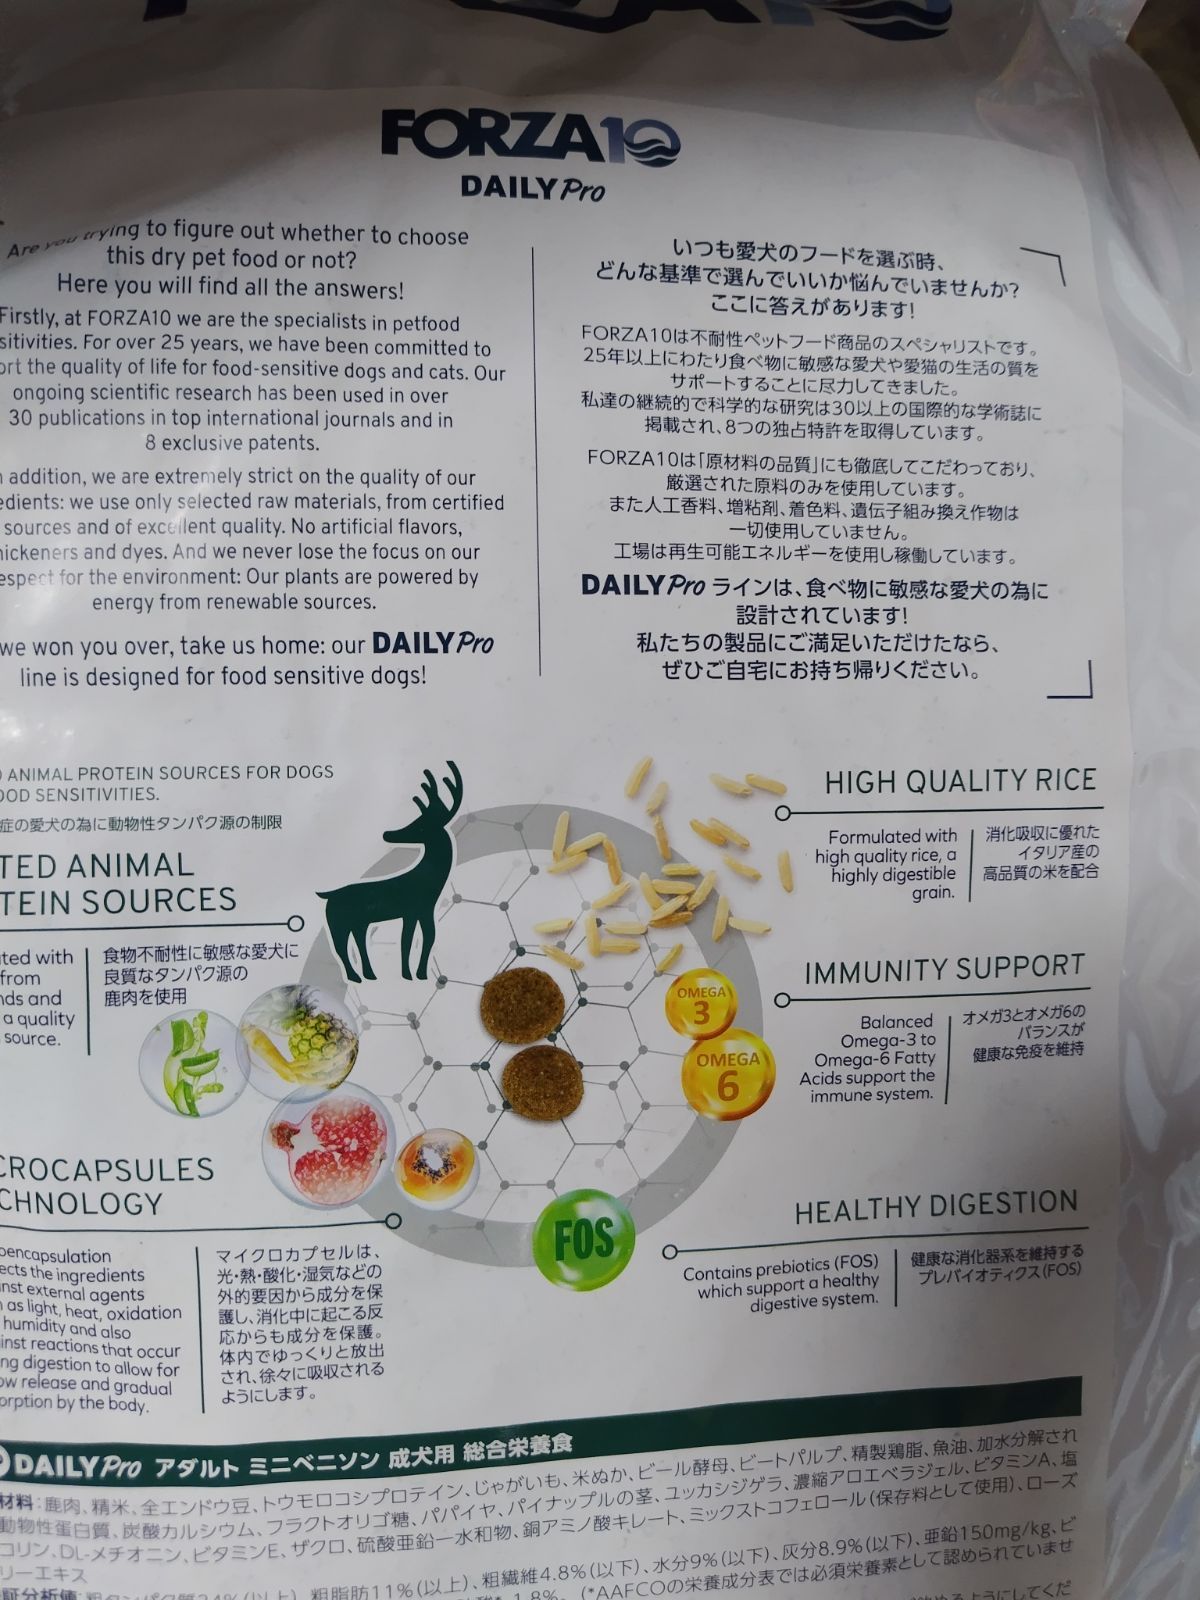 FORZA10
DAILY Pro
Are you trying to figure out whether to choose
this dry pet food or not?
Here you will find all the answers!
Firstly, at FORZA10 we are the specialists in petfood
sitivities. For over 25 years, we have been committed to
ort the quality of life for food-sensitive dogs and cats. Our
ongoing scientific research has been used in over
30 publications in top international journals and in
8 exclusive patents.
addition, we are extremely strict on the quality of our
edients: we use only selected raw materials, from certified
sources and of excellent quality. No artificial flavors,
hickeners and dyes. And we never lose the focus on our
espect for the environment: Our plants are powered by
energy from renewable sources.
we won you over, take us home: our DAILY Pro
line is designed for food sensitive dogs!
いつも愛犬のフードを選ぶ時、
どんな基準で選んでいいか悩んでいませんか?
ここに答えがあります!
FORZA10は不耐性ペットフード商品のスペシャリストです。
25年以上にわたり食べ物に敏感な愛犬や愛猫の生活の質を
サポートすることに尽力してきました。
私達の継続的で科学的な研究は30以上の国際的な学術誌に
掲載され、8つの独占特許を取得しています。
FORZA10は「原材料の品質」にも徹底してこだわっており、
厳選された原料のみを使用しています。
また人工香料、増粘剤、着色料、遺伝子組み換え作物は
一切使用していません。
工場は再生可能エネルギーを使用し稼働しています。
DAILY Pro ラインは、食べ物に敏感な愛犬の為に
設計されています!
私たちの製品にご満足いただけたなら、
ぜひご自宅にお持ち帰りください。
ANIMAL PROTEIN SOURCES FOR DOGS
OOD SENSITIVITIES.
症の愛犬の為に動物性タンパク源の制限
TED ANIMAL
TEIN SOURCES
ated with
from
nds and
a quality
source.
食物不耐性に敏感な愛犬に
良質なタンパク源の
鹿肉を使用
HIGH QUALITY RICE
Formulated with
high quality rice, a
highly digestible
grain.
消化吸収に優れた
イタリア産の
高品質の米を配合
IMMUNITY SUPPORT
Balanced
Omega-3 to
Omega-6 Fatty
Acids support the
immune system.
オメガ3とオメガ6の
バランスが
健康な免疫を維持
OMEGA
3
OMEGA
6
CROCAPSULES
CHNOLOGY
oencapsulation
ects the ingredients
inst external agents
as light, heat, oxidation
humidity and also
inst reactions that occur
ng digestion to allow for
ow release and gradual
orption by the body.
マイクロカプセルは、
光・熱・酸化・湿気などの
外的要因から成分を保
護し、消化中に起こる反
応からも成分を保護。
体内でゆっくりと放出
され、徐々に吸収される
ようにします。
FOS
HEALTHY DIGESTION
Contains prebiotics (FOS)
which support a healthy
digestive system.
健康な消化器系を維持する
プレバイオティクス(FOS)
DAILY Pro アダルト ミニベニソン 成犬用 総合栄養食
材料:鹿肉、精米、全エンドウ豆、トウモロコシプロテイン、じゃがいも、米ぬか、ビール酵母、ビートパルプ、精製鶏脂、魚油、加水分解され
動物性蛋白質、炭酸カルシウム、フラクトオリゴ糖、パパイヤ、パイナップルの茎、ユッカシジゲラ、濃縮アロエベラジェル、ビタミンA、塩
コリン、DL-メチオニン、ビタミンE、ザクロ、硫酸亜鉛一水和物、銅アミノ酸キレート、ミックストコフェロール(保存料として使用)、ローズ
リーエキス
証分析値:粗タンパク質24%(以上)、粗脂肪11%(以上)、粗繊維4.8%(以下)、水分9%(以下)、灰分8.9%(以下)、亜鉛150mg/kg、ビ
1.8%。(*AAFCOの栄養成分表では必須栄養素として認められていませ